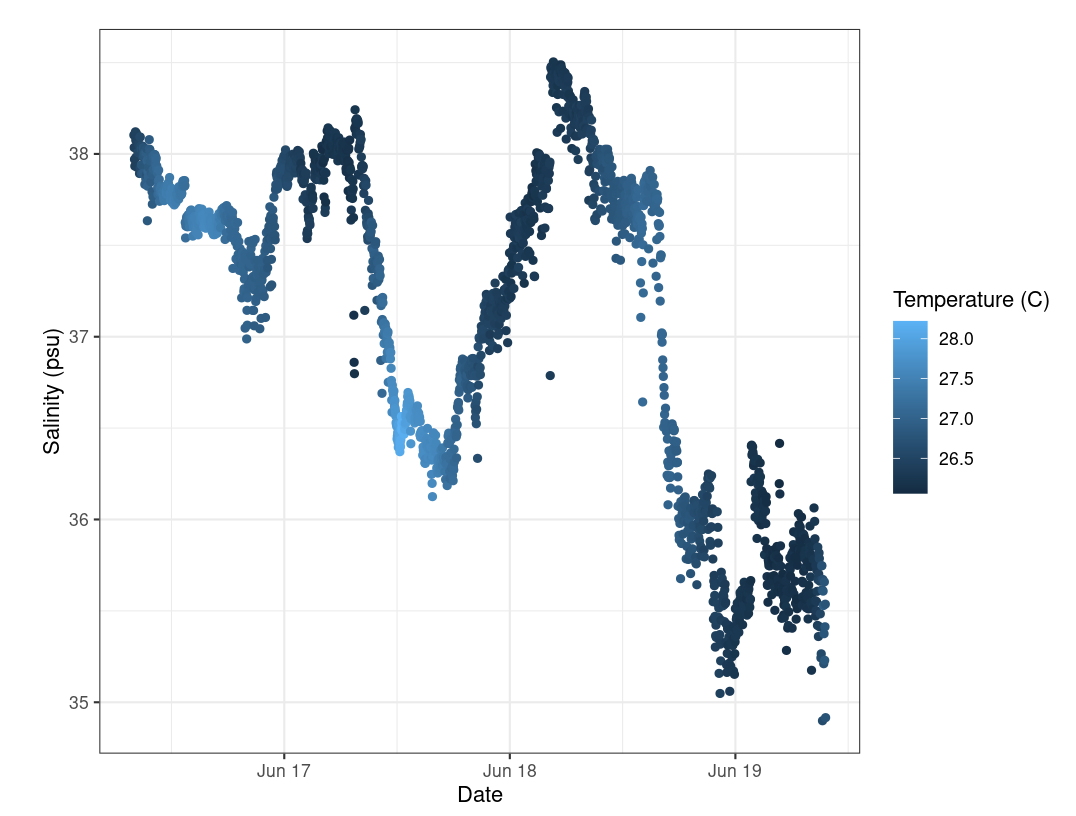 Salinity (psu)
38
37
36
35
Jun 17
Jun 18
Jun 19
Date
Temperature (C)
28.0
27.5
27.0
26.5